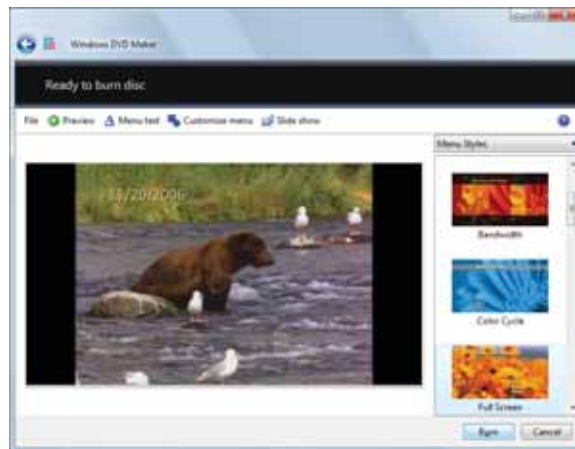 Windows DVD Maker
Ready to burn disc
File Preview Menu text Customize menu Slide show
Menu Styles
11/20/2006
Bandwidth
Color Cycle
Full Screen
Burn Cancel